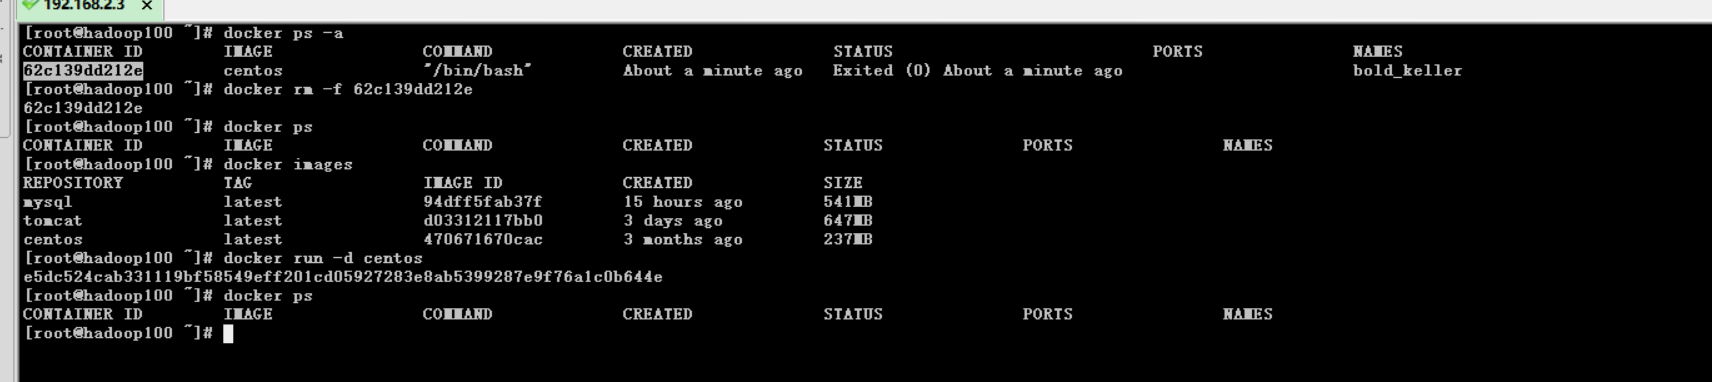 192.168.2.3 ×
[root@hadoop100 ~]# docker ps -a
CONTAINER ID IMAGE COMMAND CREATED STATUS PORTS NAMES
62c139dd212e centos "/bin/bash" About a minute ago Exited (0) About a minute ago bold_keller
[root@hadoop100 ~]# docker rm -f 62c139dd212e
62c139dd212e
[root@hadoop100 ~]# docker ps
CONTAINER ID IMAGE COMMAND CREATED STATUS PORTS NAMES
[root@hadoop100 ~]# docker images
REPOSITORY TAG IMAGE ID CREATED SIZE
mysql latest 94dff5fab37f 15 hours ago 541MB
tomcat latest d03312117bb0 3 days ago 647MB
centos latest 470671670cac 3 months ago 237MB
[root@hadoop100 ~]# docker run -d centos
e5dc524cab331119bf58549eff201cd05927283e8ab5399287e9f76a1c0b644e
[root@hadoop100 ~]# docker ps
CONTAINER ID IMAGE COMMAND CREATED STATUS PORTS NAMES
[root@hadoop100 ~]#